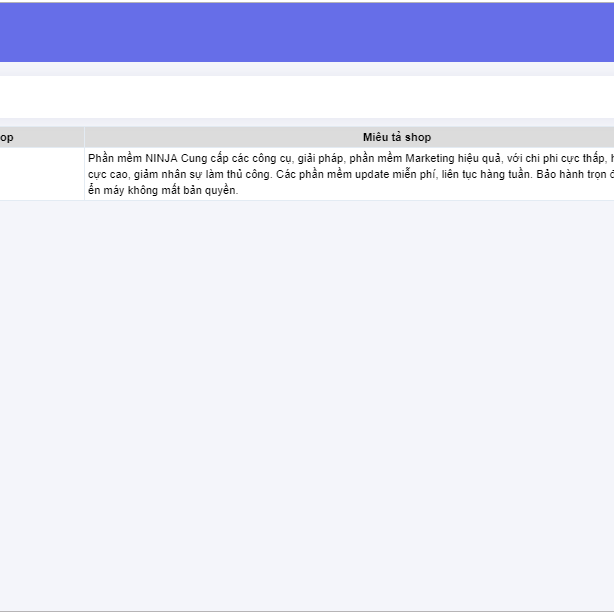 op
Miêu tả shop
Phần mềm NINJA Cung cấp các công cụ, giải pháp, phần mềm Marketing hiệu quả, với chi phi cực thấp,
cực cao, giảm nhân sự làm thủ công. Các phần mềm update miễn phí, liên tục hàng tuần. Bảo hành trọn
ển máy không mất bản quyền.